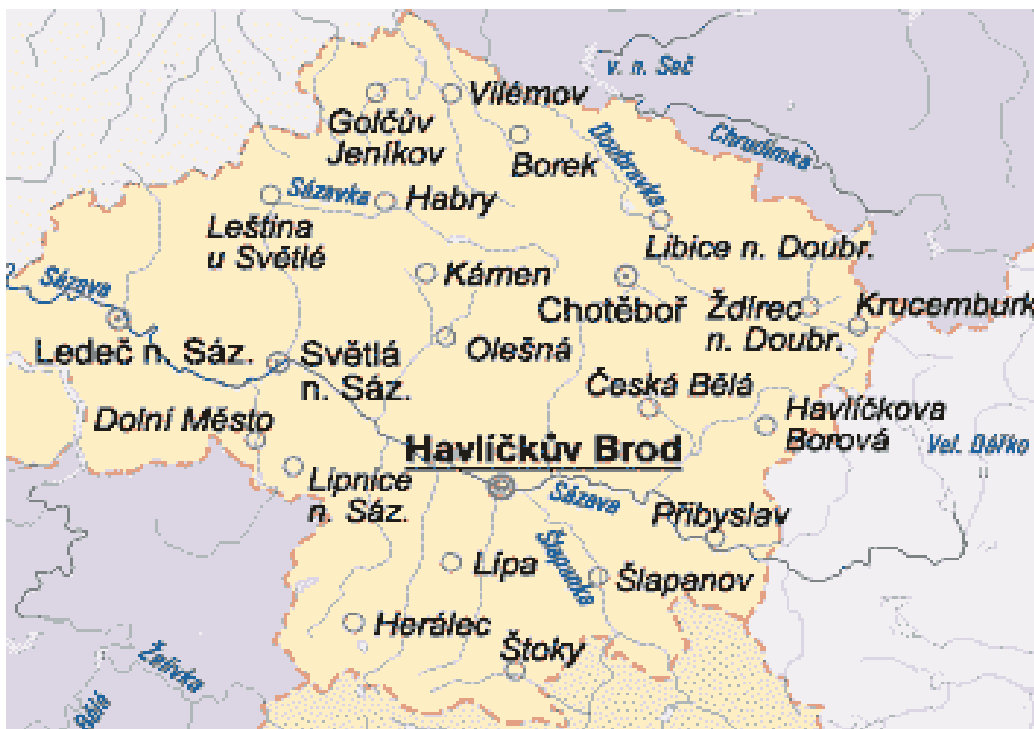 v. n. Seč
Vilémov
Golčův
Jeníkov
Borek
Doubravka
Chrudimka
Sázavka
Habry
Leština
u Světlé
Libice n. Doubr.
Kámen
Sázava
Chotěboř
Ždírec
n. Doubr.
Krucemburk
Ledeč n. Sáz.
Světlá
n. Sáz.
Olešná
Česká Bělá
Dolní Město
Havlíčkova
Borová
Vel. Dářko
Havlíčkův Brod
Lipnice
n. Sáz.
Sázava
Přibyslav
Šlapanka
Lípa
Šlapanov
Herálec
Štoky
Želivka
Bělá